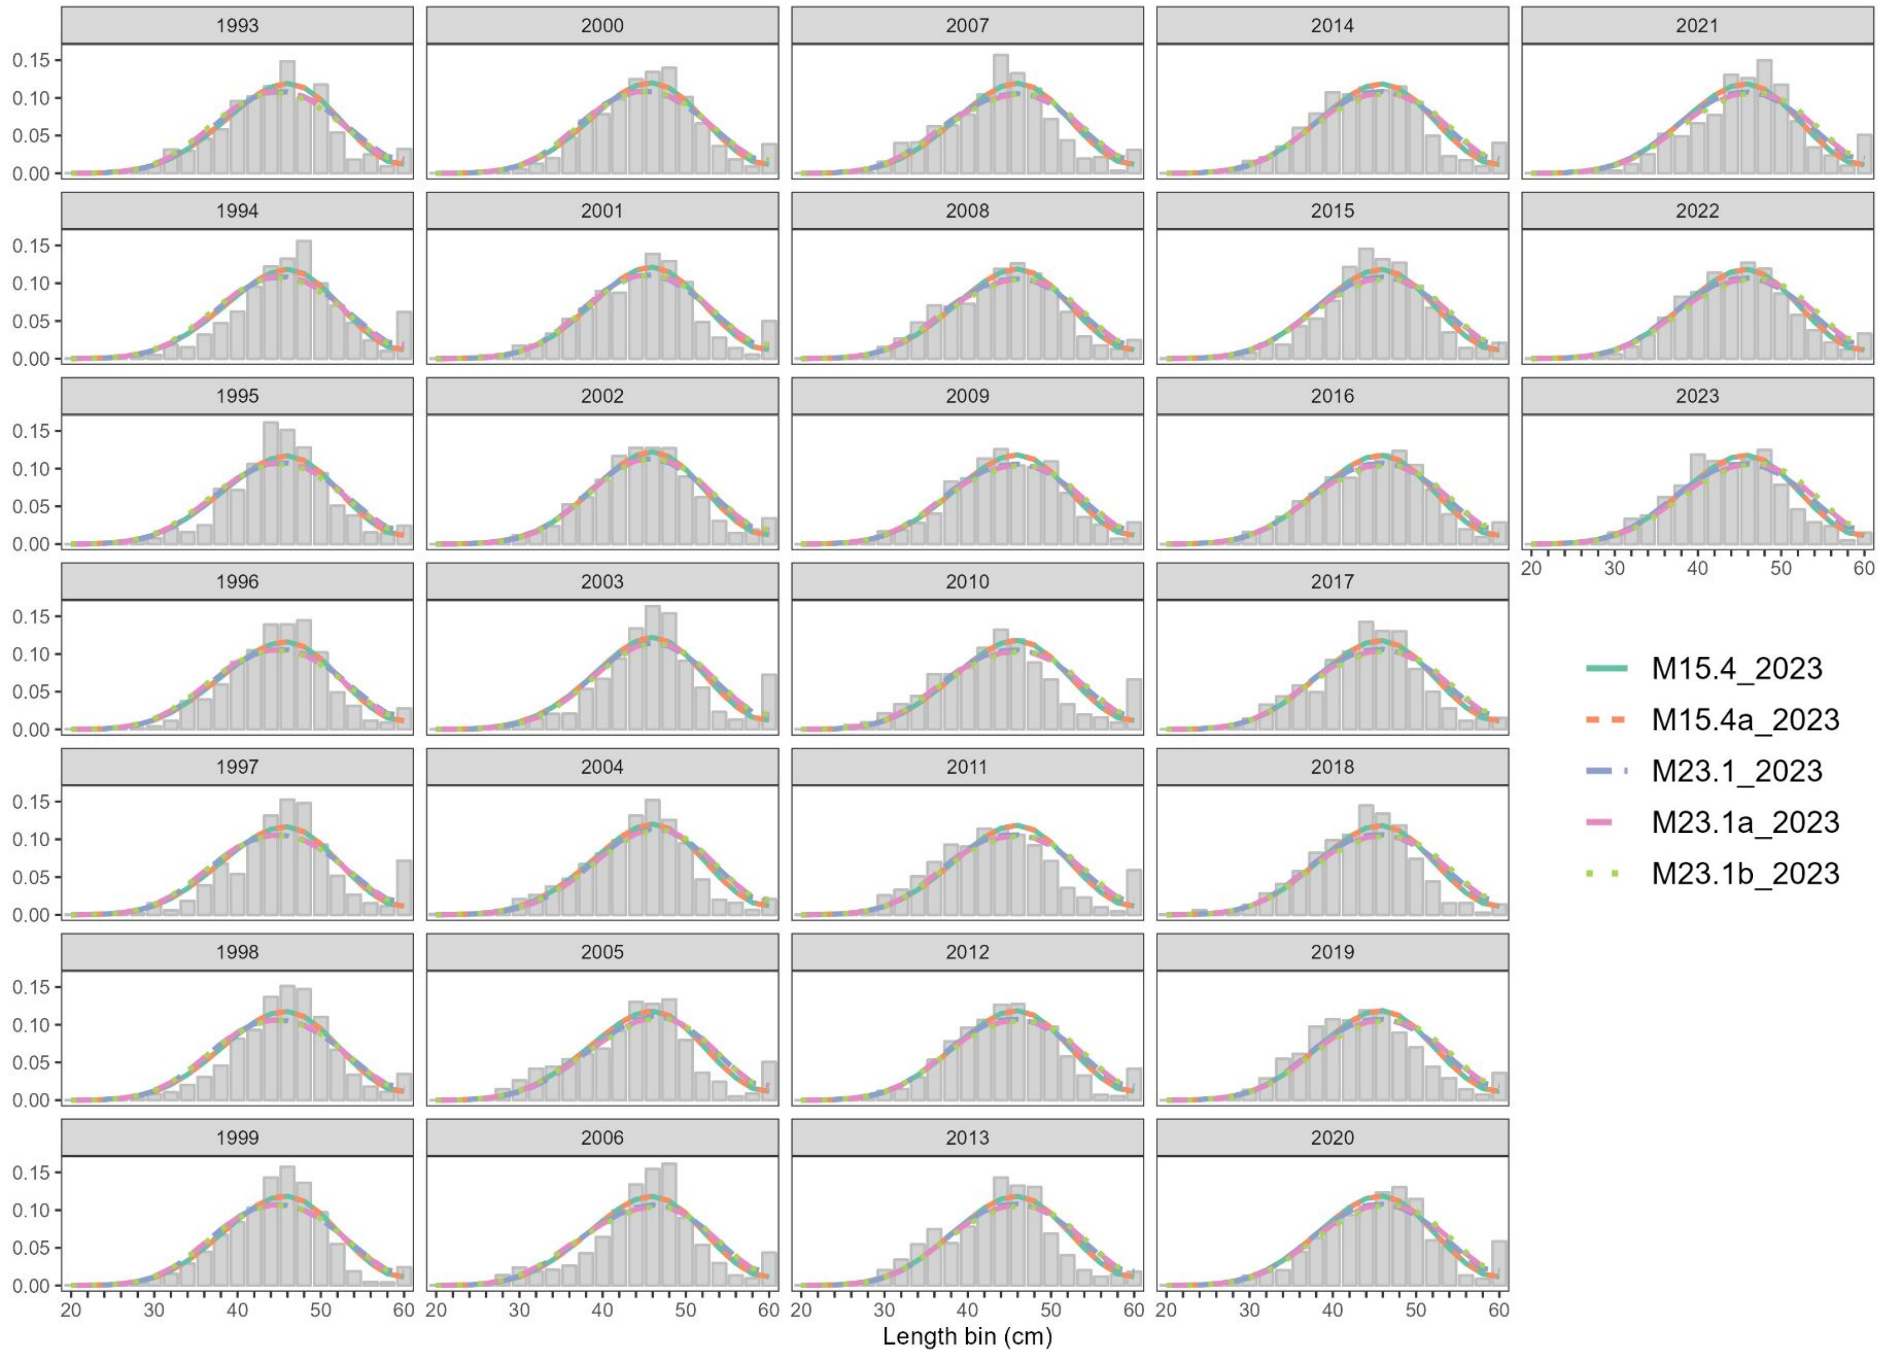 1993 2000 2007 2014 2021
0.15
0.10
0.05
0.00
1994 2001 2008 2015 2022
0.15
0.10
0.05
0.00
1995 2002 2009 2016 2023
0.15
0.10
0.05
0.00
20 30 40 50 60
1996 2003 2010 2017
0.15
0.10
0.05
0.00
M15.4_2023
M15.4a_2023
M23.1_2023
M23.1a_2023
M23.1b_2023
1997 2004 2011 2018
0.15
0.10
0.05
0.00
1998 2005 2012 2019
0.15
0.10
0.05
0.00
1999 2006 2013 2020
0.15
0.10
0.05
0.00
20 30 40 50 60 20 30 40 50 60 20 30 40 50 60 20 30 40 50 60
Length bin (cm)